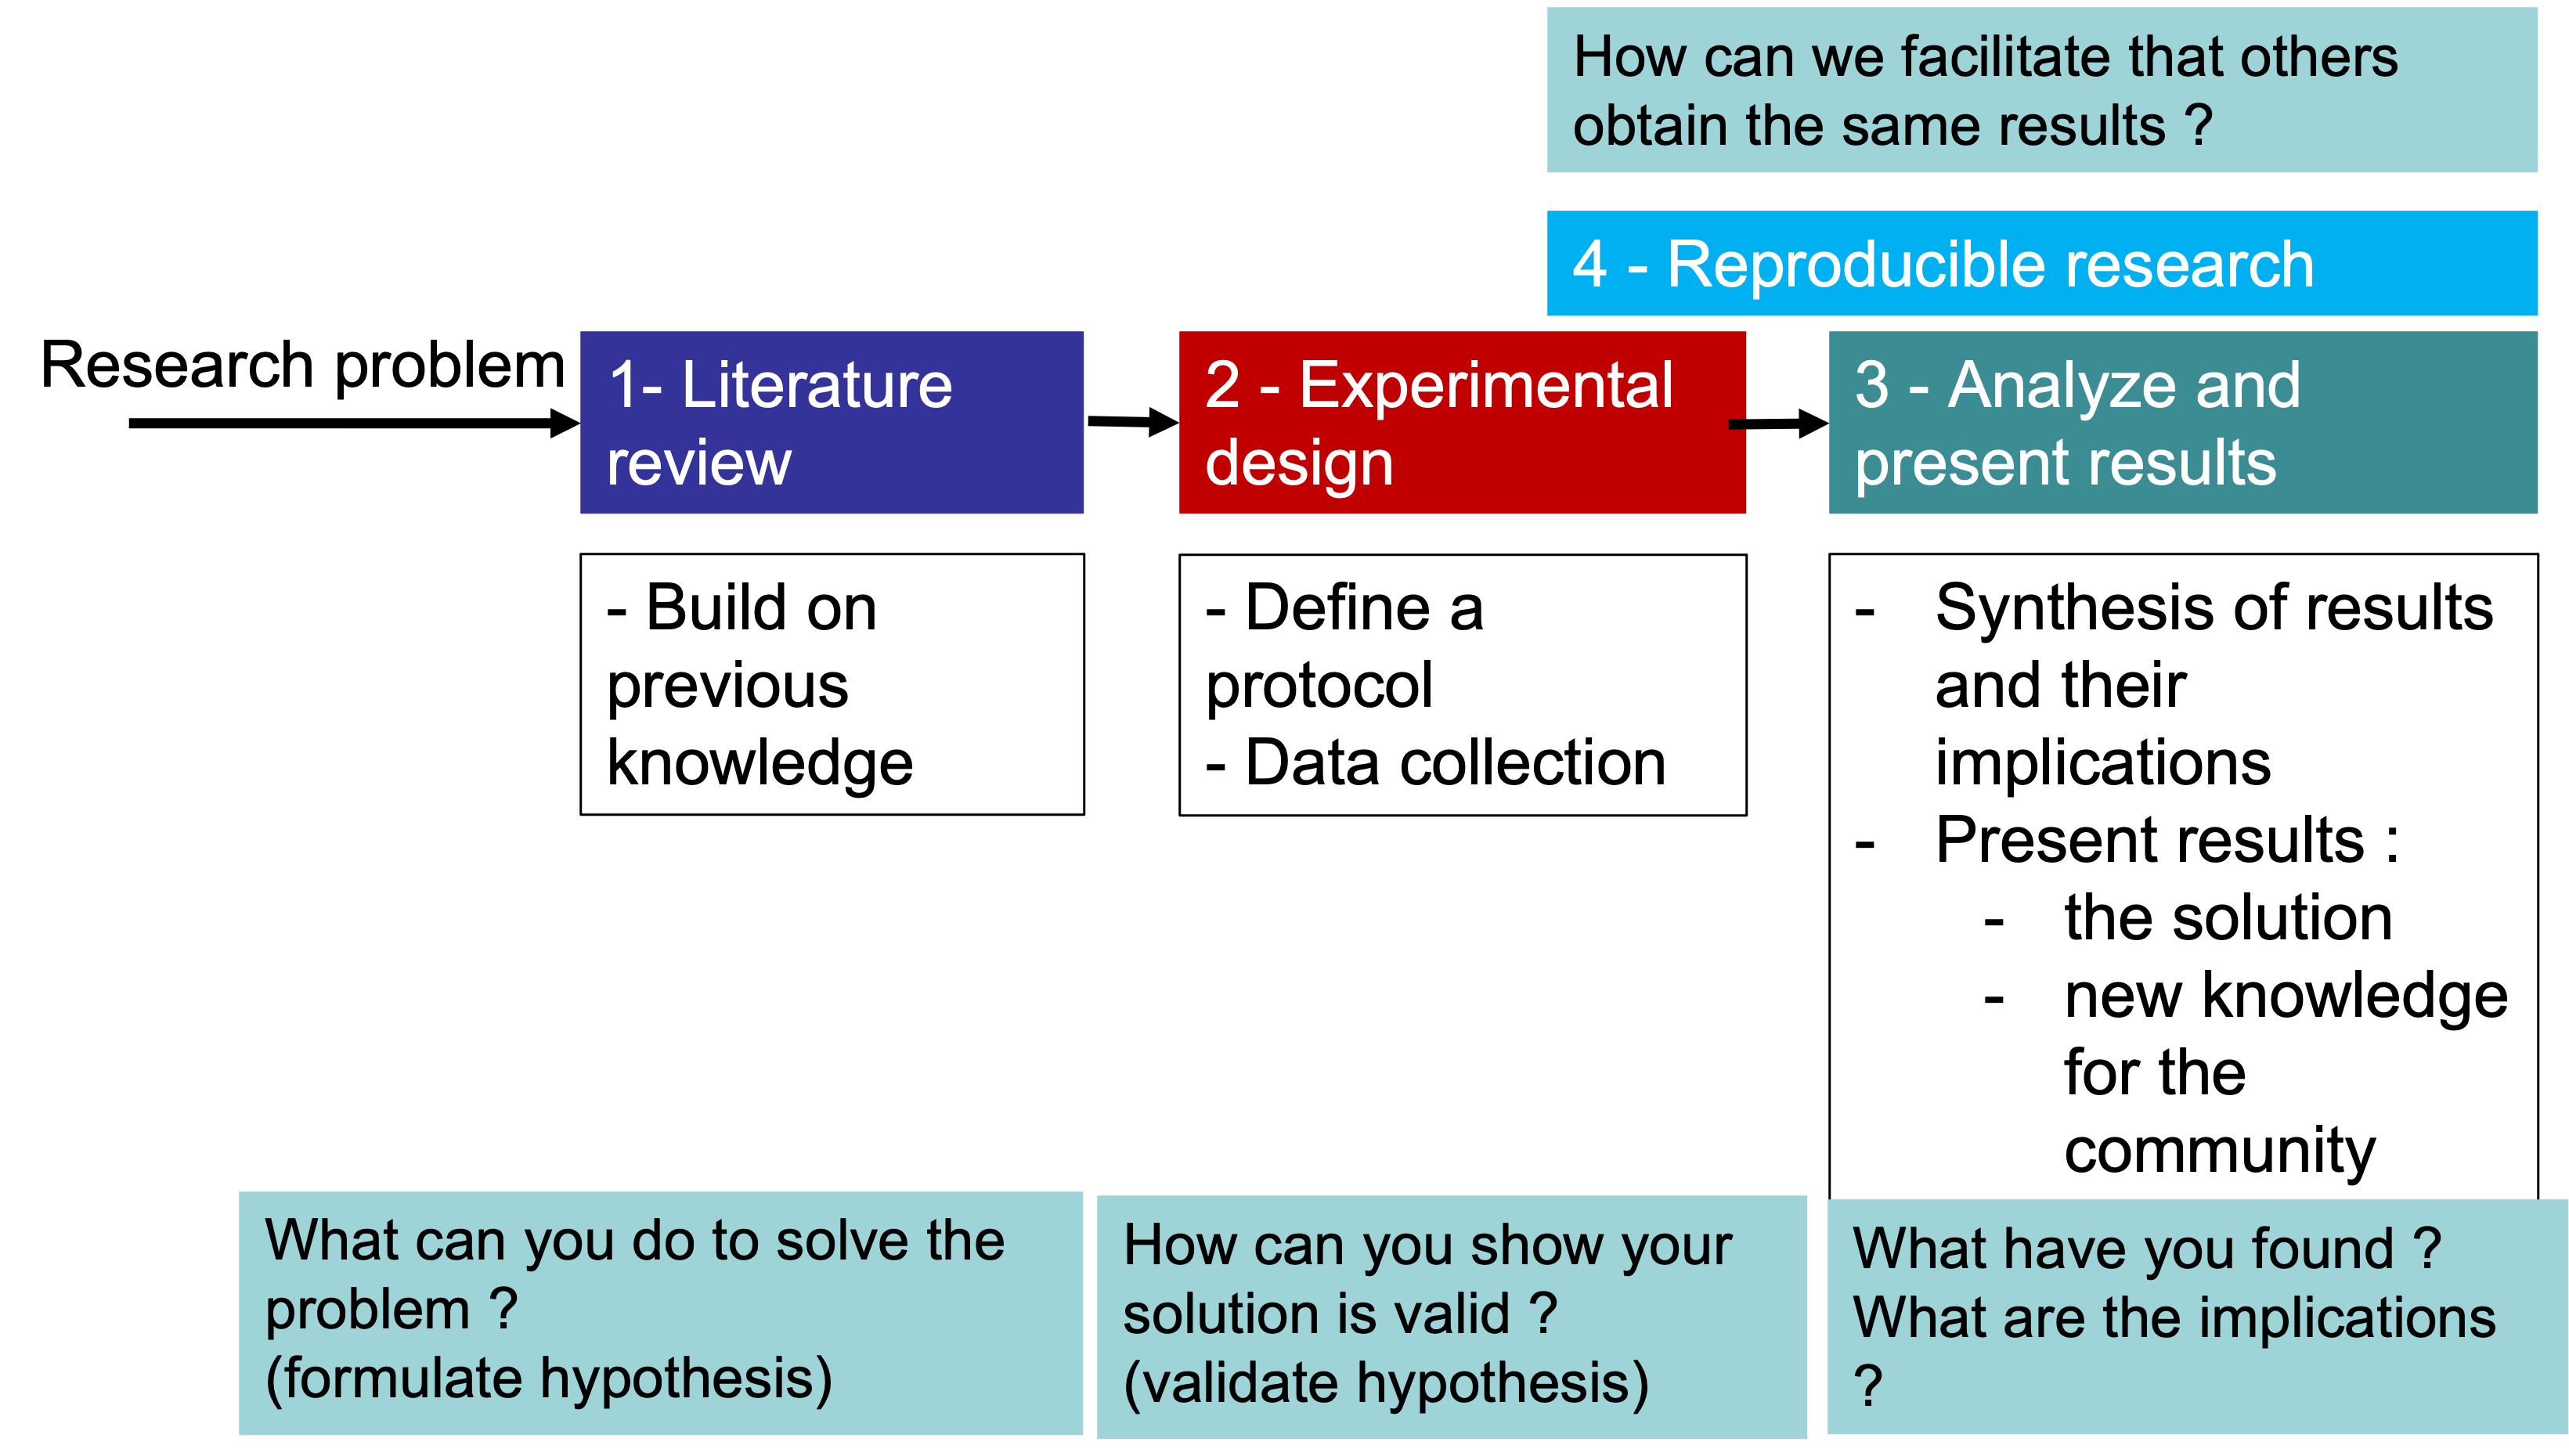 How can we facilitate that others
obtain the same results ?
4 - Reproducible research
Research problem
1- Literature
review
2 - Experimental
design
3 - Analyze and
present results
- Build on
previous
knowledge
- Define a
protocol
- Data collection
- Synthesis of results
and their
implications
- Present results :
- the solution
- new knowledge
for the
community
What can you do to solve the
problem ?
(formulate hypothesis)
How can you show your
solution is valid ?
(validate hypothesis)
What have you found ?
What are the implications
?